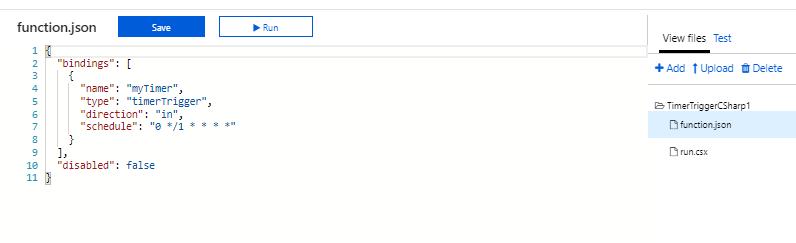 function.json Save Run
1 {
2 "bindings": [
3 {
4 "name": "myTimer",
5 "type": "timerTrigger",
6 "direction": "in",
7 "schedule": "0 */1 * * * *"
8 }
9 ],
10 "disabled": false
11 }
View files Test
Add Upload Delete
TimerTriggerCSharp1
function.json
run.csx